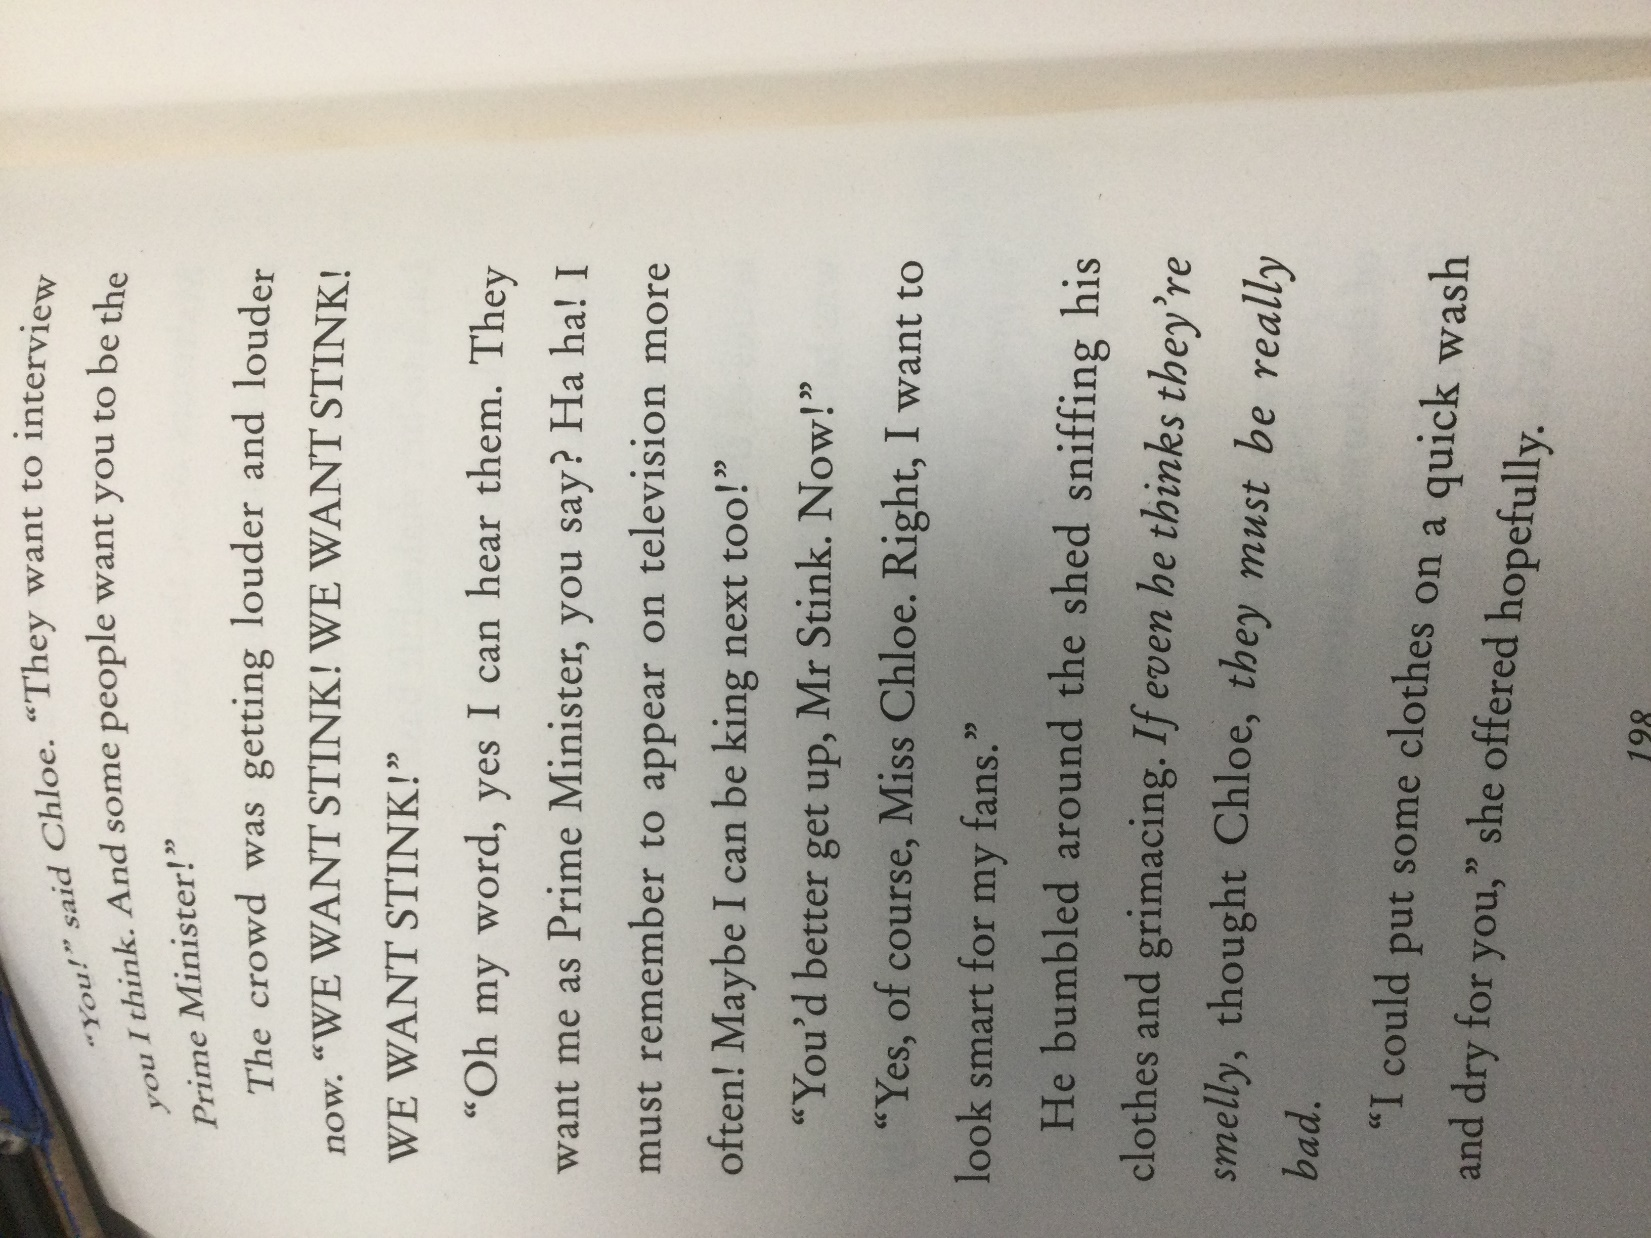 “You!” said Chloe. “They want to interview
you I think. And some people want you to be the
Prime Minister!”
The crowd was getting louder and louder
now. “WE WANT STINK! WE WANT STINK!
WE WANT STINK!”
“Oh my word, yes I can hear them. They
want me as Prime Minister, you say? Ha ha! I
must remember to appear on television more
often! Maybe I can be king next too!”
“You’d better get up, Mr Stink. Now!”
“Yes, of course, Miss Chloe. Right, I want to
look smart for my fans.”
He bumbled around the shed sniffing his
clothes and grimacing. If even he thinks they’re
smelly, thought Chloe, they must be really
bad.
“I could put some clothes on a quick wash
and dry for you,” she offered hopefully.
198